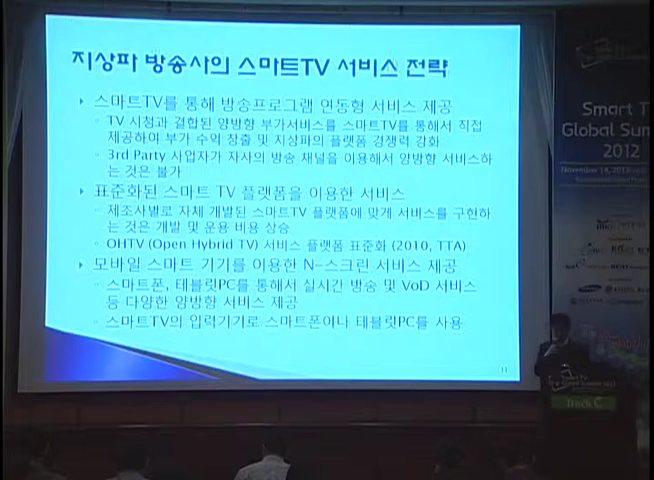 지상파 방송사의 스마트TV 서비스 전략
스마트TV를 통해 방송프로그램 연동형 서비스 제공
TV 시청과 결합된 양방향 부가서비스를 스마트TV를 통해서 직접
제공하여 부가 수익 창출 및 지상파의 플랫폼 경쟁력 강화
3rd Party 사업자가 자사의 방송 채널을 이용해서 양방향 서비스하
는 것은 불가
표준화된 스마트 TV 플랫폼을 이용한 서비스
제조사별로 자체 개발된 스마트TV 플랫폼에 맞게 서비스를 구현하
는 것은 개발 및 운용 비용 상승
OHTV (Open Hybrid TV) 서비스 플랫폼 표준화 (2010, TTA)
모바일 스마트 기기를 이용한 N-스크린 서비스 제공
스마트폰, 테블릿PC를 통해서 실시간 방송 및 VoD 서비스
등 다양한 양방향 서비스 제공
스마트TV의 입력기기로 스마트폰이나 테블릿PC를 사용
11
Smart T
Global Sum
2012
November 14, 2012
Track C